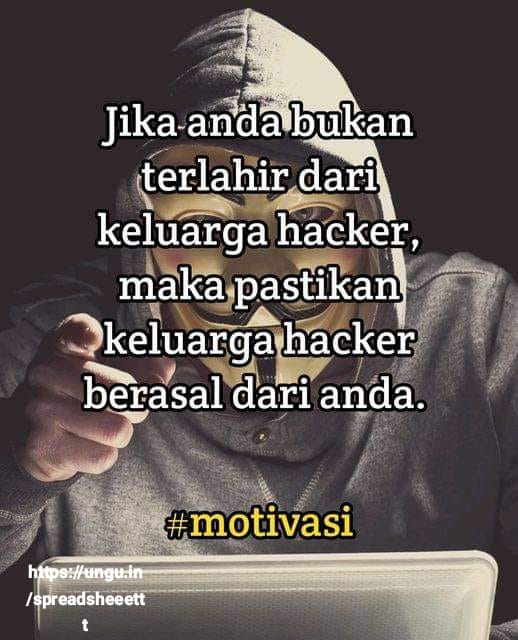 Jika anda bukan
terlahir dari
keluarga hacker,
maka pastikan
keluarga hacker
berasal dari anda.
#motivasi
https://ungu.in
/spreadsheeett
t